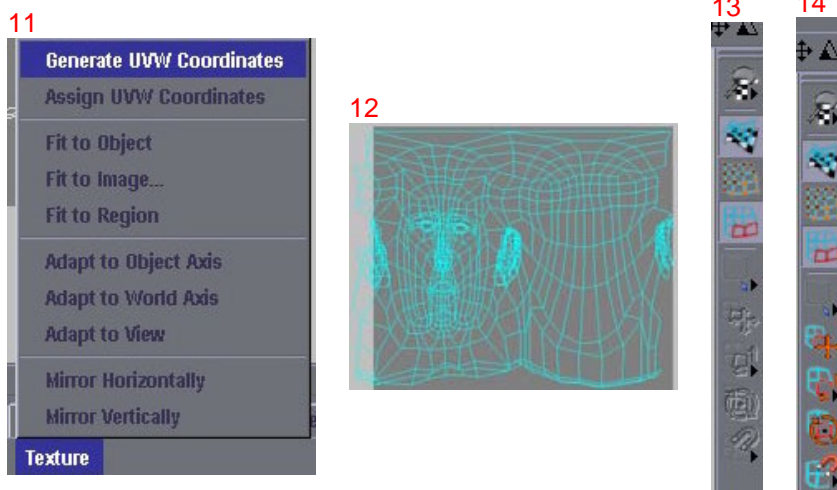 11
Generate UVW Coordinates
Assign UVW Coordinates
Fit to Object
Fit to Image...
Fit to Region
Adapt to Object Axis
Adapt to World Axis
Adapt to View
Mirror Horizontally
Mirror Vertically
Texture
12
13
14